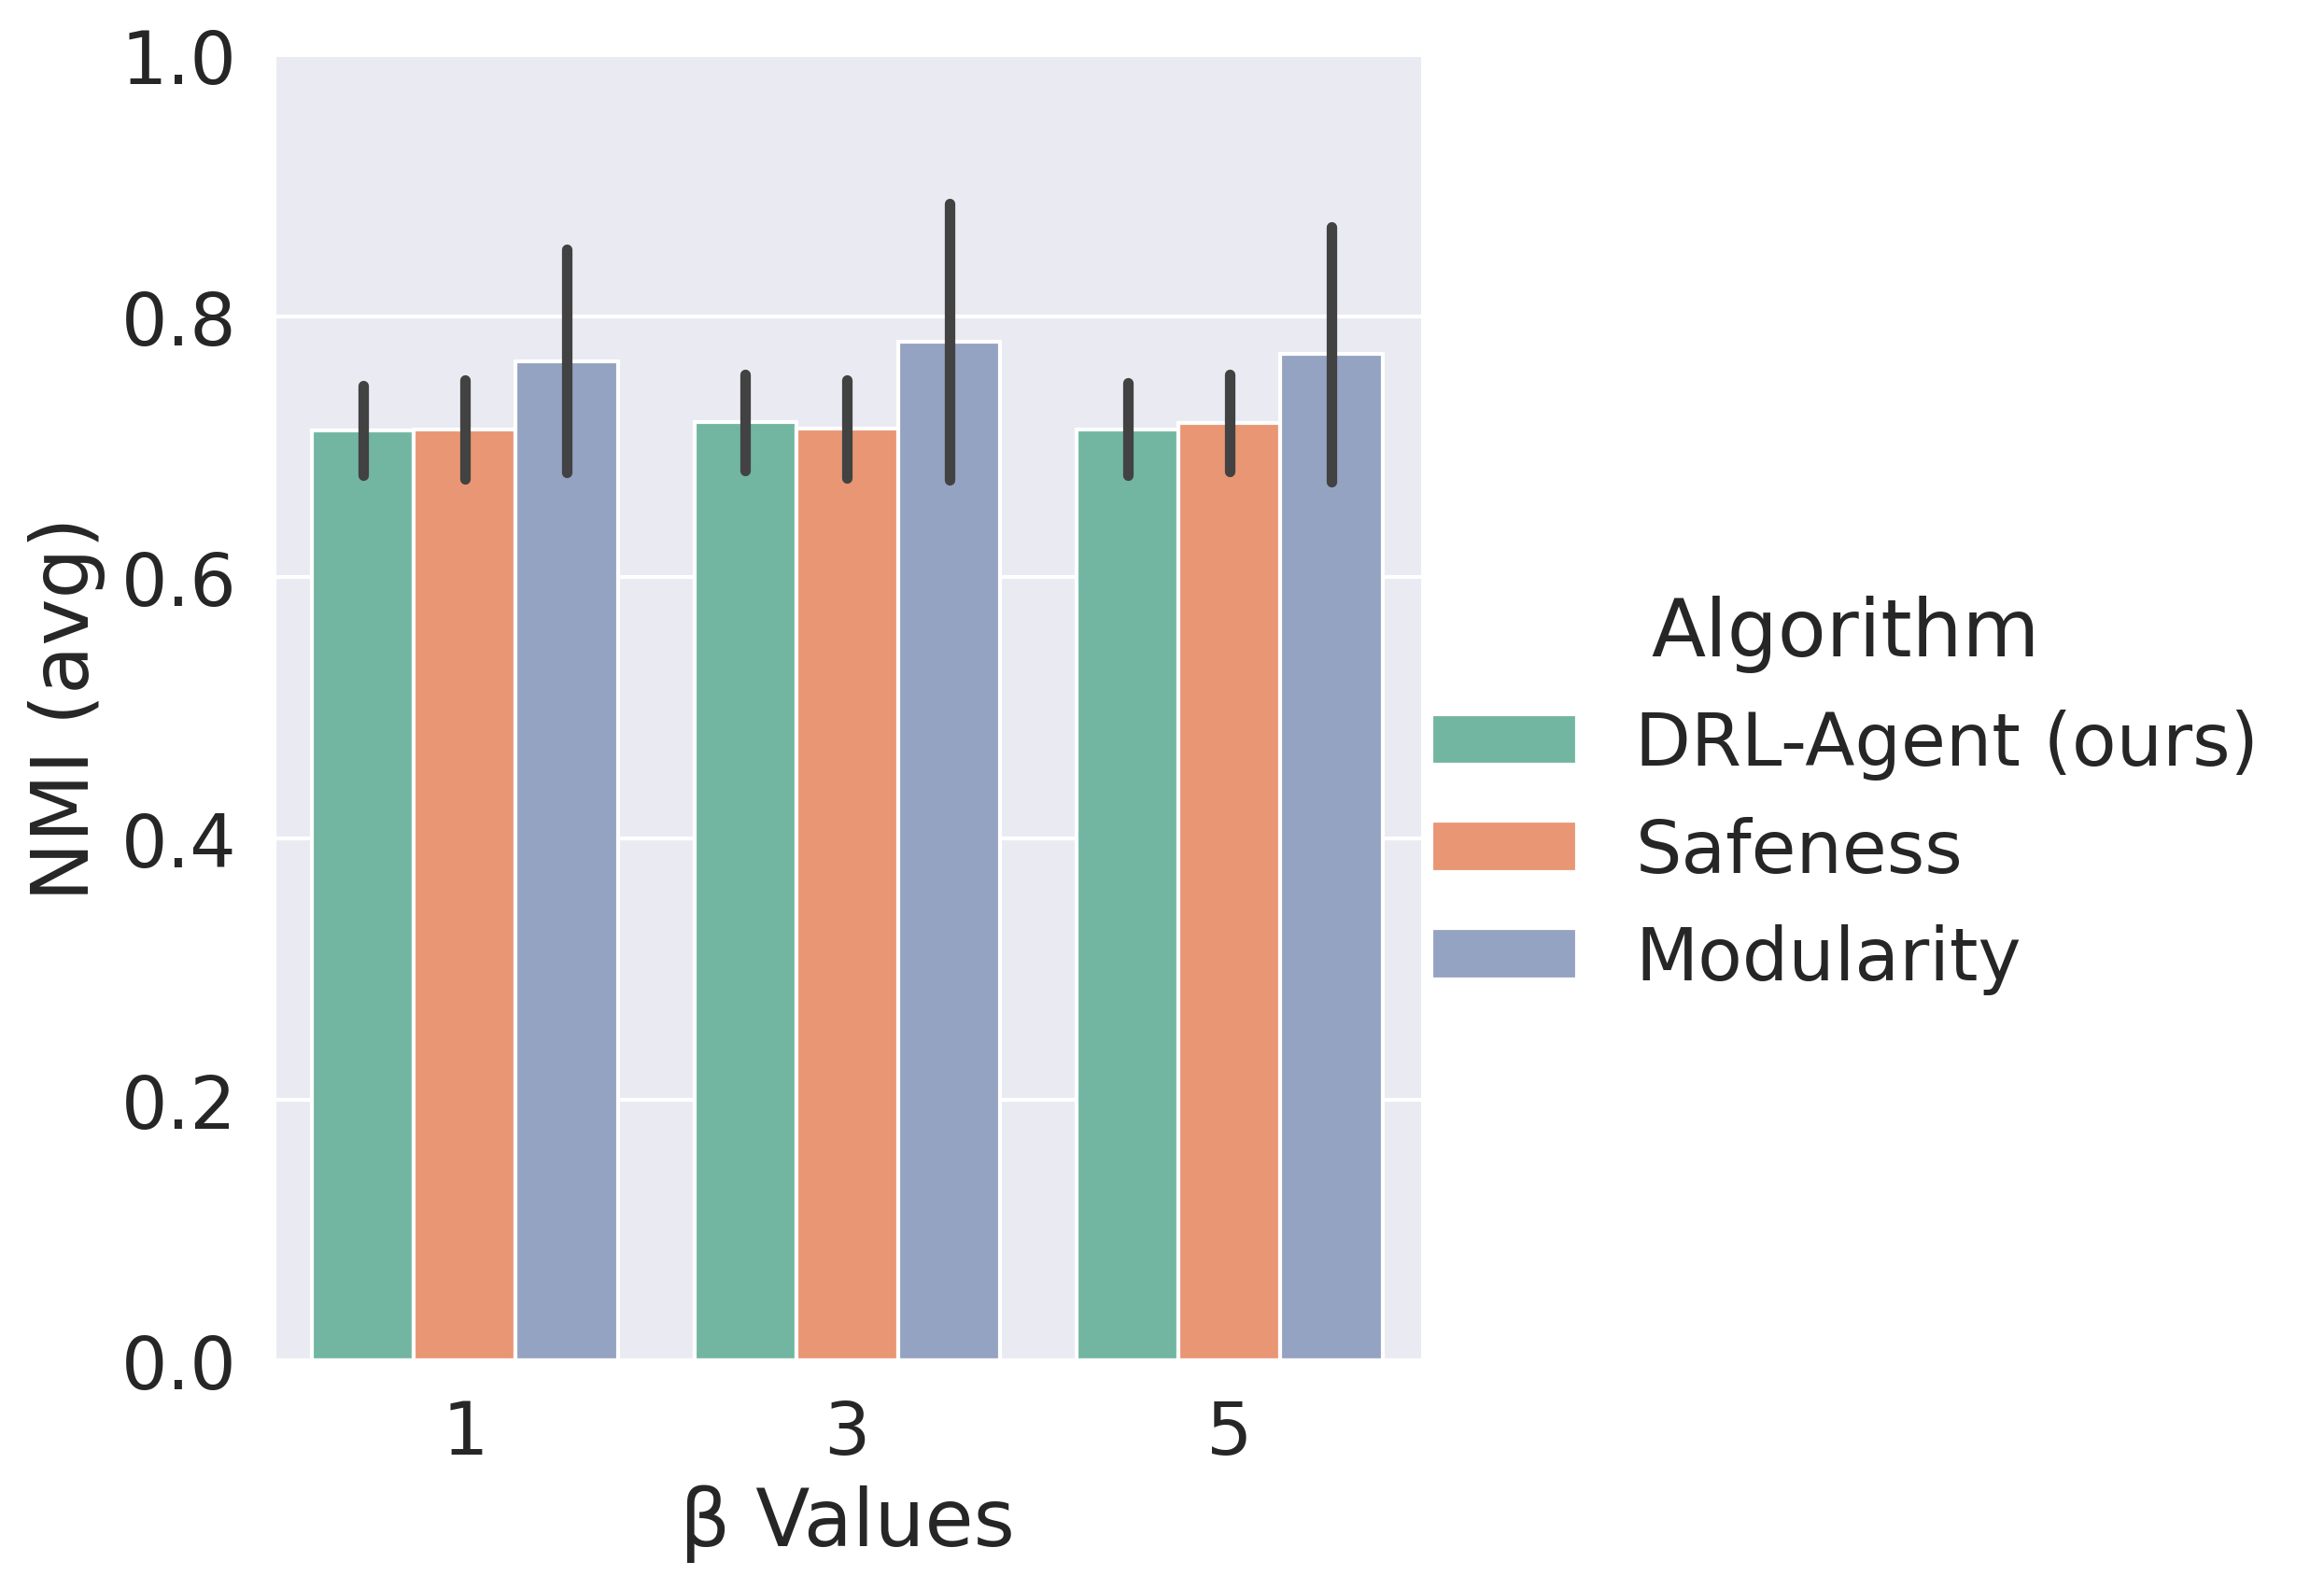 1.0
0.8
0.6
0.4
0.2
0.0
NMI (avg)
1
3
5
β Values
Algorithm
DRL-Agent (ours)
Safeness
Modularity